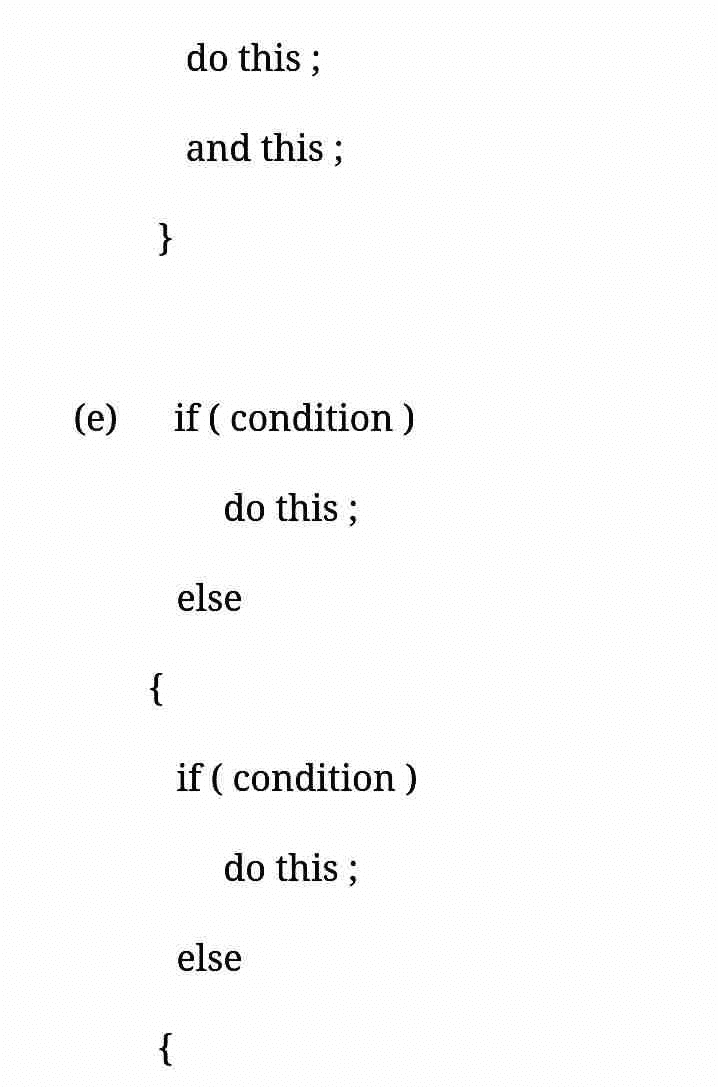 do this ;
and this ;
}
(e) if ( condition )
do this ;
else
{
if ( condition )
do this ;
else
{